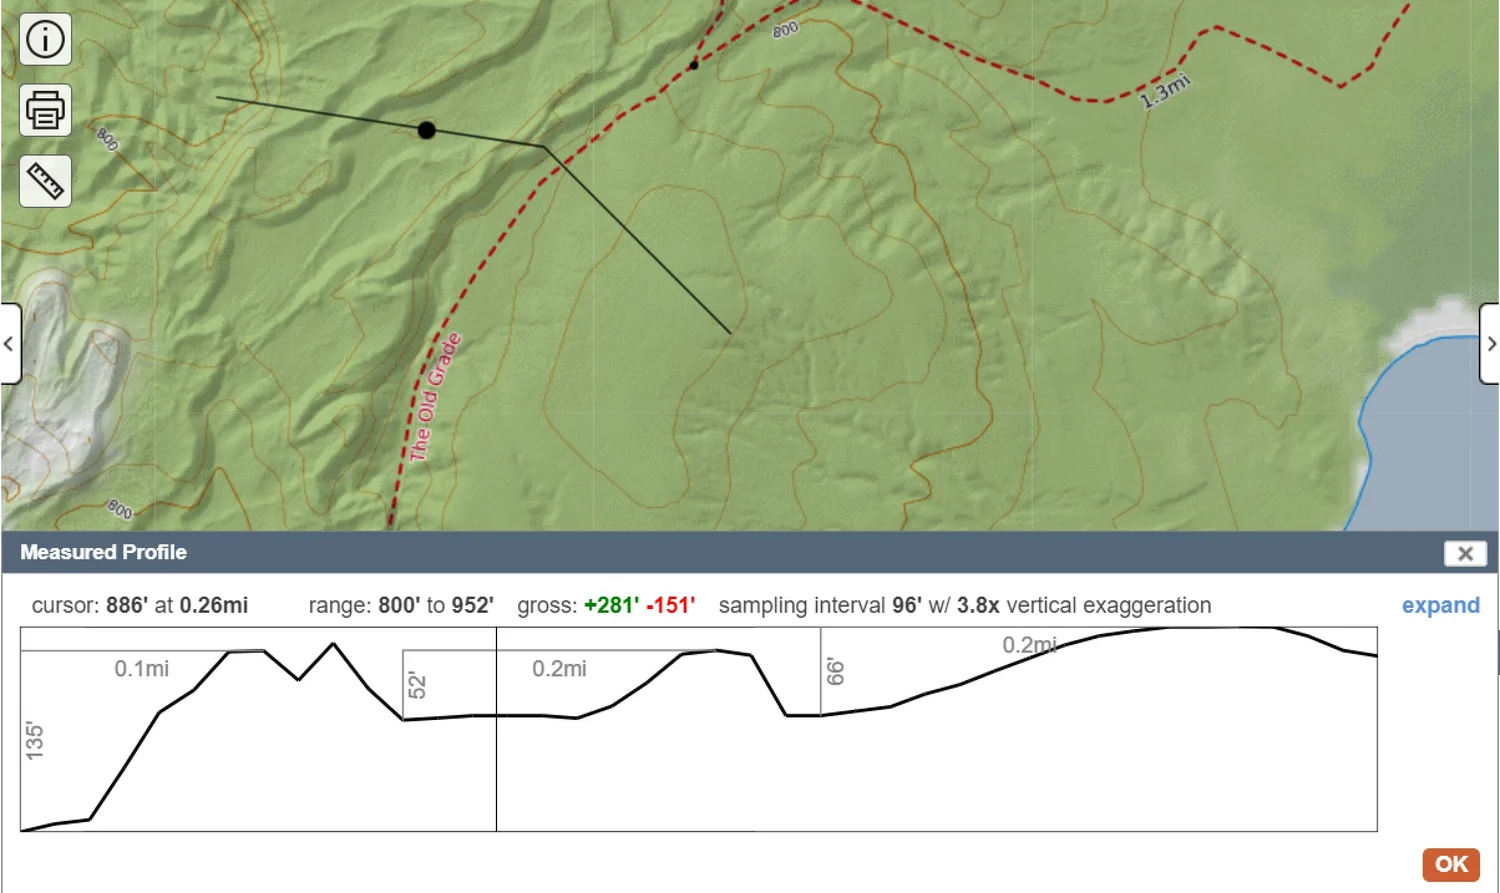 800
1.3mi
800
The Old Grade
800
Measured Profile
cursor: 886' at 0.26mi range: 800' to 952' gross: +281' -151' sampling interval 96' w/ 3.8x vertical exaggeration expand
0.1mi
135'
52'
0.2mi
66'
0.2mi
OK